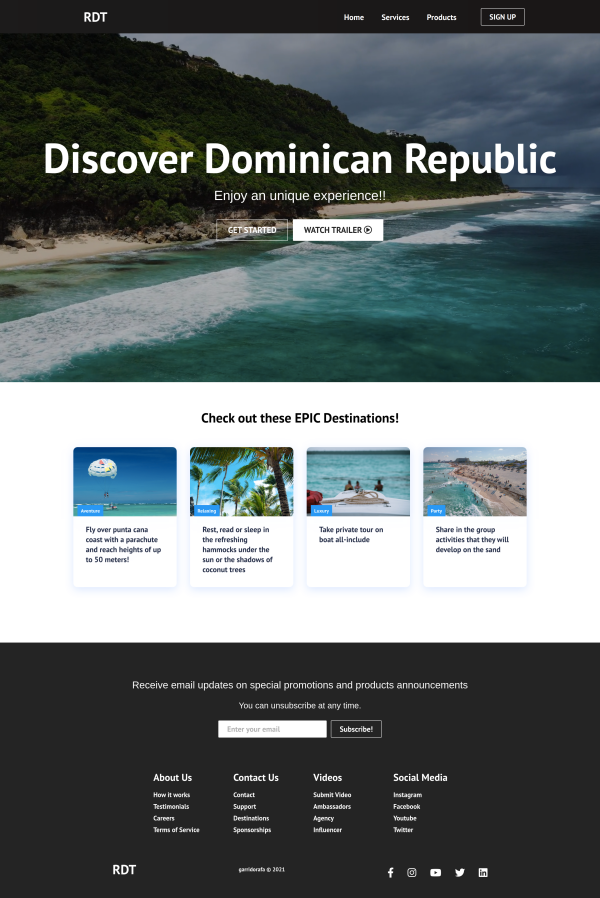 RDT
Home Services Products SIGN UP
Discover Dominican Republic
Enjoy an unique experience!!
GET STARTED WATCH TRAILER
Check out these EPIC Destinations!
Aventure
Fly over punta cana
coast with a parachute
and reach heights of up
to 50 meters!
Relaxing
Rest, read or sleep in
the refreshing
hammocks under the
sun or the shadows of
coconut trees
Luxury
Take private tour on
boat all-include
Party
Share in the group
activities that they will
develop on the sand
Receive email updates on special promotions and products announcements
You can unsubscribe at any time.
Enter your email Subscribe!
About Us
How it works
Testimonials
Careers
Terms of Service
Contact Us
Contact
Support
Destinations
Sponsorships
Videos
Submit Video
Ambassadors
Agency
Influencer
Social Media
Instagram
Facebook
Youtube
Twitter
RDT
garridorafa © 2021